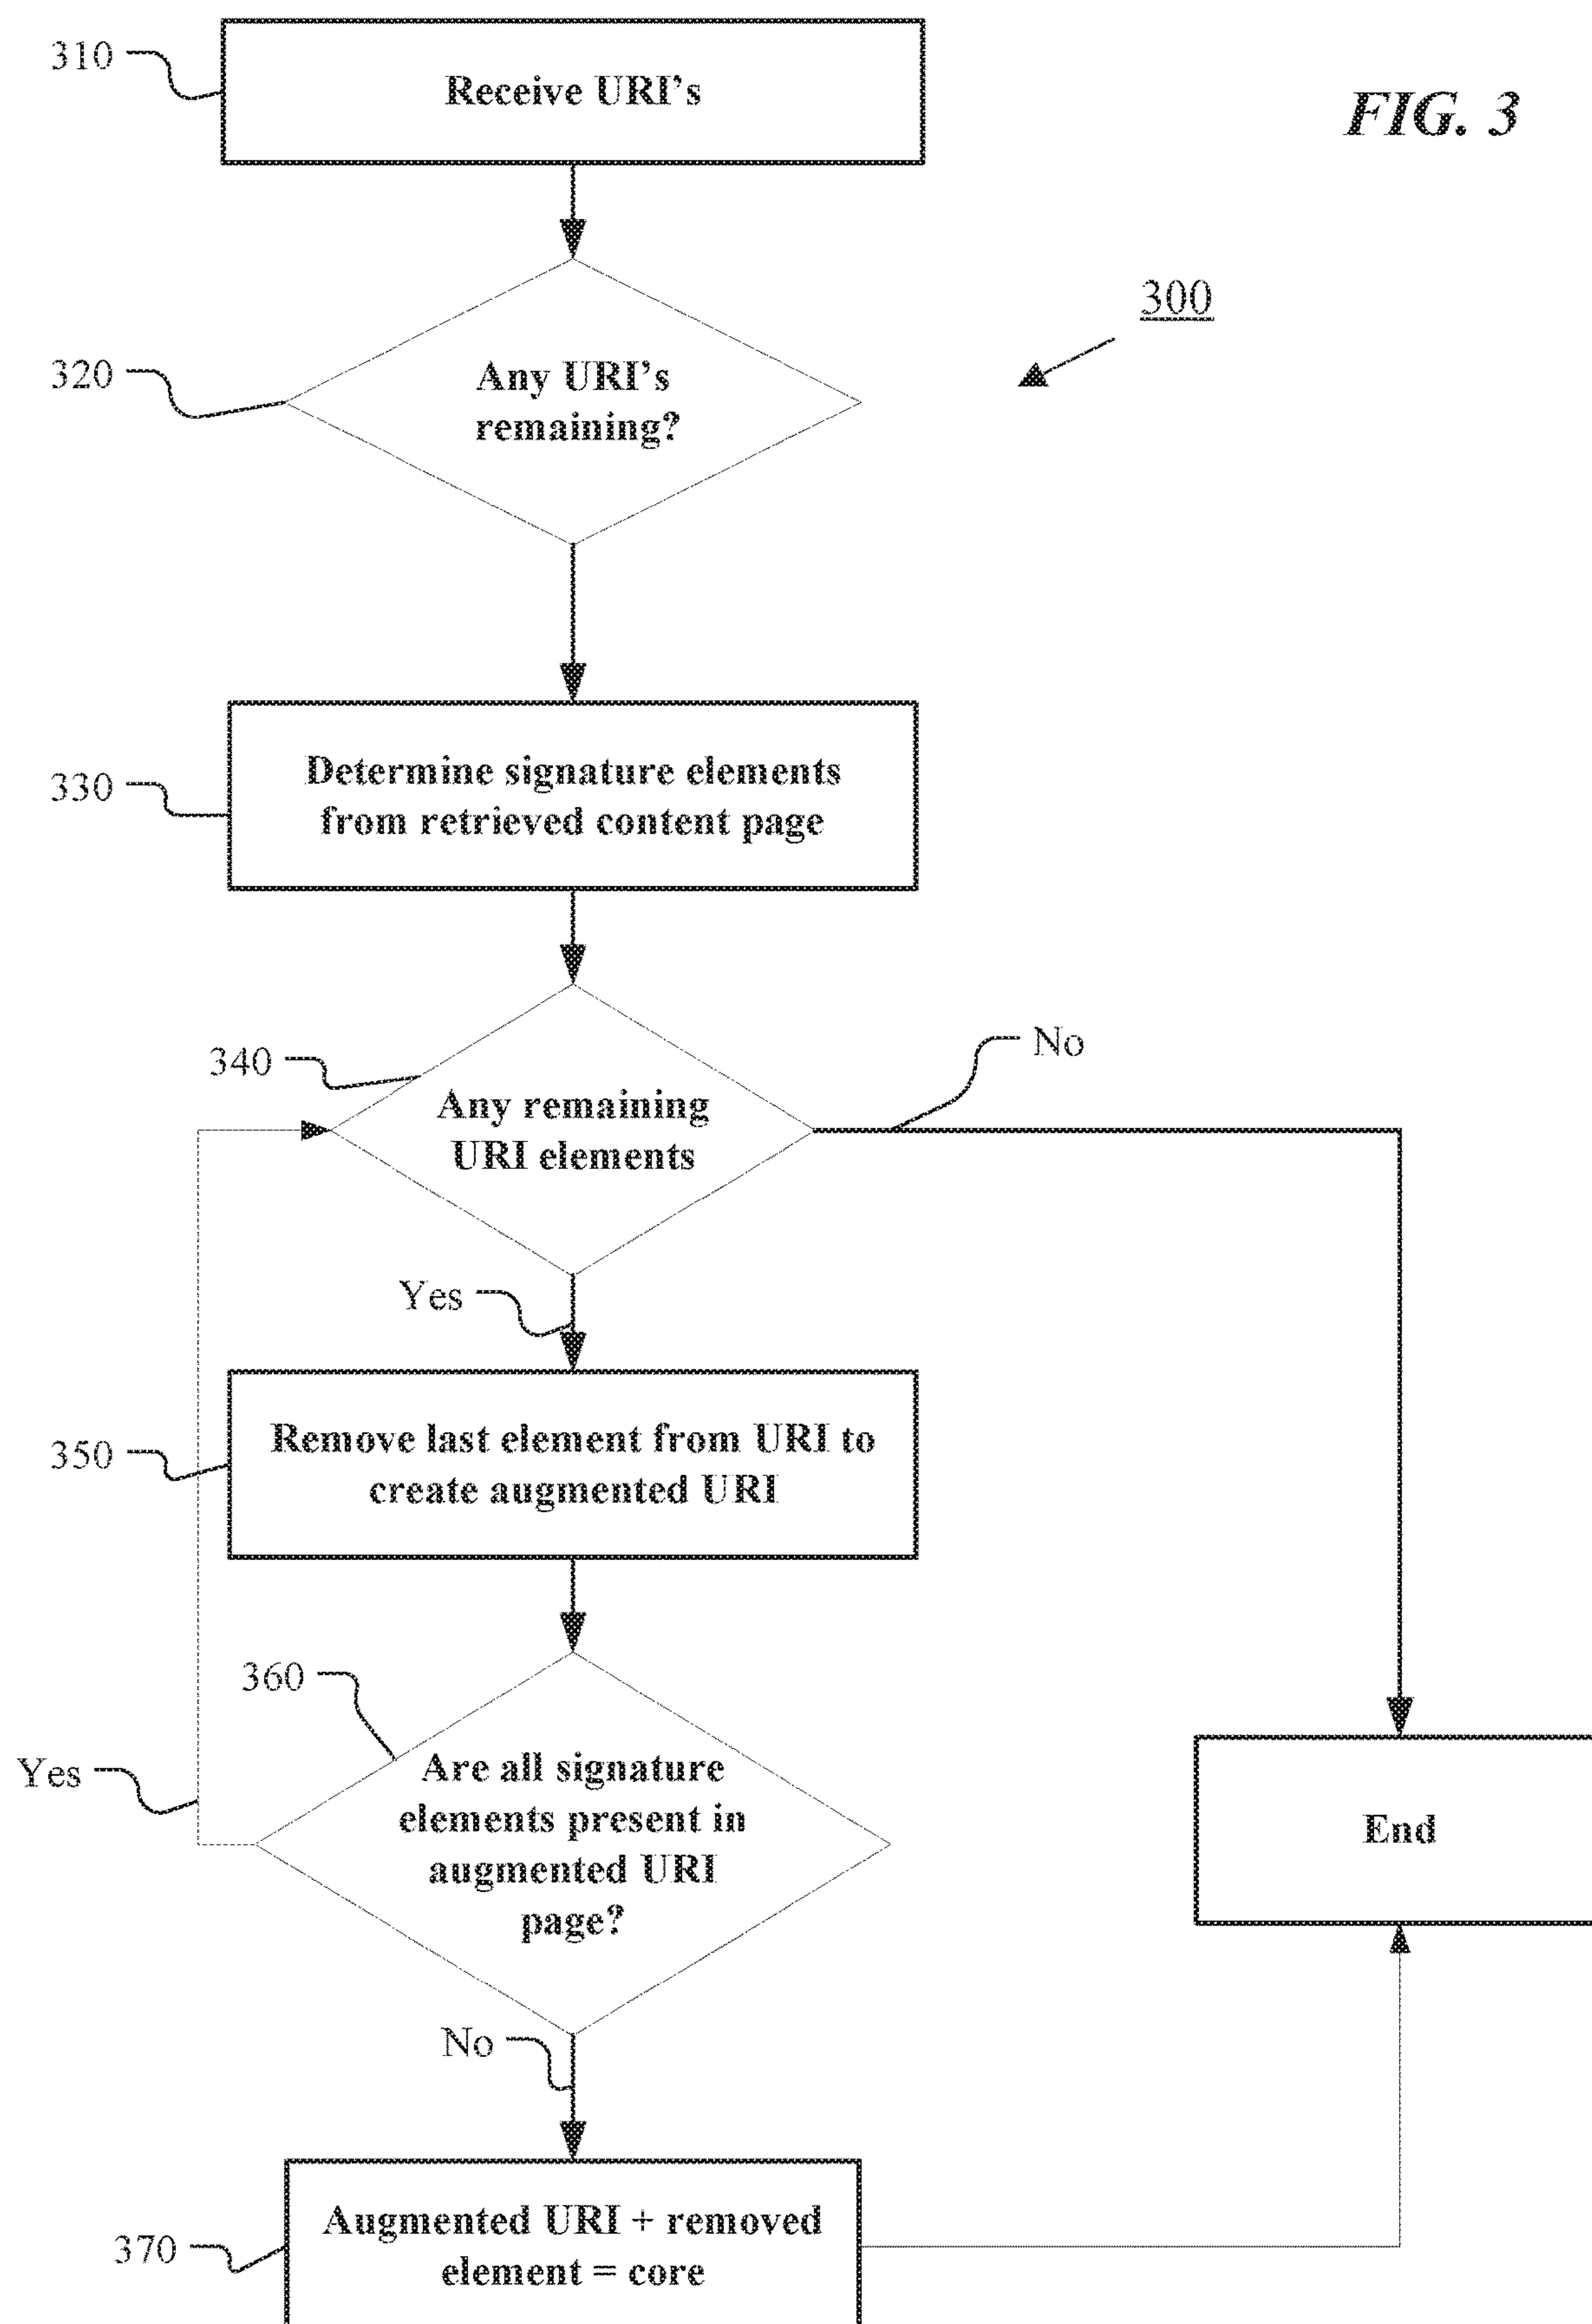 310
Receive URI's
FIG. 3
300
320
Any URI's
remaining?
330
Determine signature elements
from retrieved content page
340
No
Any remaining
URI elements
Yes
350
Remove last element from URI to
create augmented URI
360
Yes
Are all signature
elements present in
augmented URI
page?
End
No
370
Augmented URI + removed
element = core